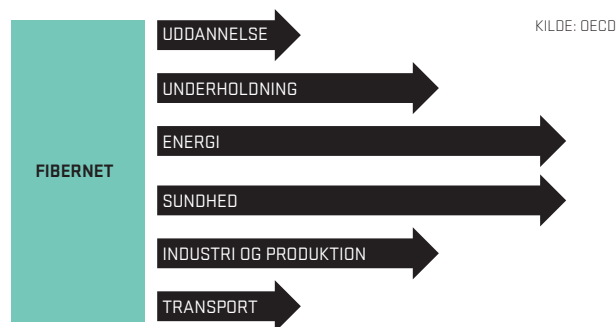 UDDANNELSE
KILDE: OECD
UNDERHOLDNING
ENERGI
FIBERNET
SUNDHED
INDUSTRI OG PRODUKTION
TRANSPORT